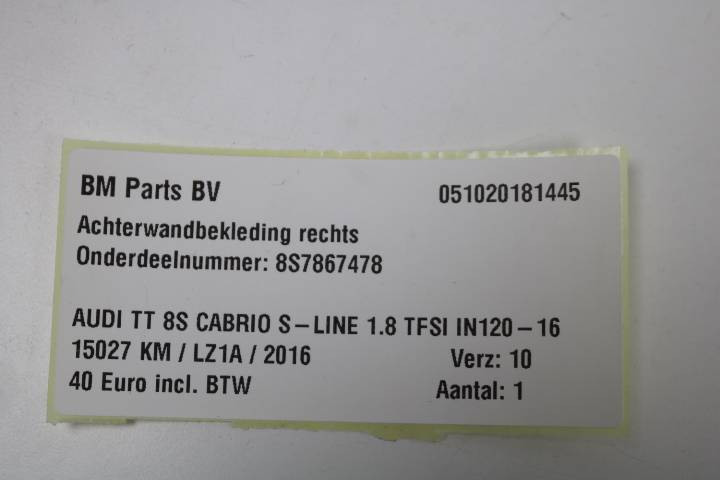 BM Parts BV 051020181445
Achterwandbekleding rechts
Onderdeelnummer: 8S7867478
AUDI TT 8S CABRIO S-LINE 1.8 TFSI IN120-16
15027 KM / LZ1A / 2016 Verz: 10
40 Euro incl. BTW Aantal: 1